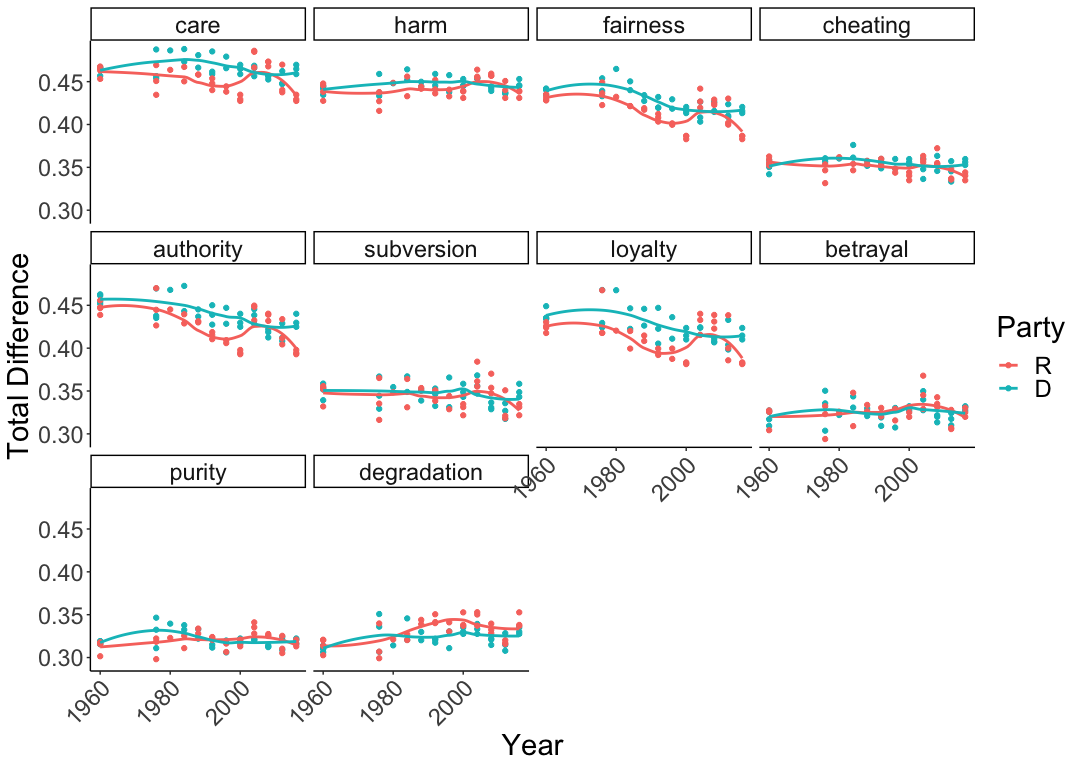 care harm fairness cheating
0.45
0.40
0.35
0.30
authority subversion loyalty betrayal
0.45
0.40
0.35
0.30
1960 1980 2000 1960 1980 2000
purity degradation
0.45
0.40
0.35
0.30
1960 1980 2000 1960 1980 2000
Total Difference
Year
Party
R
D